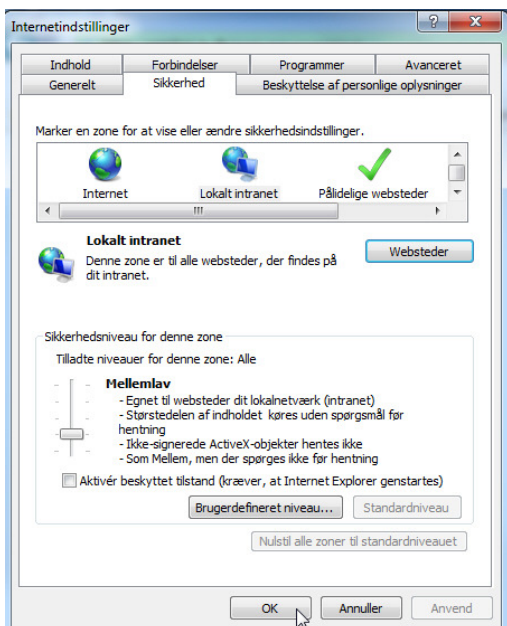 Internetindstillinger
Indhold Forbindelser Programmer Avanceret
Generelt Sikkerhed Beskyttelse af personlige oplysninger
Marker en zone for at vise eller ændre sikkerhedsindstillinger.
Internet Lokalt intranet Pålidelige websteder
Lokalt intranet
Denne zone er til alle websteder, der findes på
dit intranet.
Websteder
Sikkerhedsniveau for denne zone
Tilladte niveauer for denne zone: Alle
Mellemlav
- Egnet til websteder dit lokalnetværk (intranet)
- Størstedelen af indholdet køres uden spørgsmål før
hentning
- Ikke-signerede ActiveX-objekter hentes ikke
- Som Mellem, men der spørges ikke før hentning
Aktivér beskyttet tilstand (kræver, at Internet Explorer genstartes)
Brugerdefineret niveau... Standardniveau
Nulstil alle zoner til standardniveauet
OK Annuller Anvend